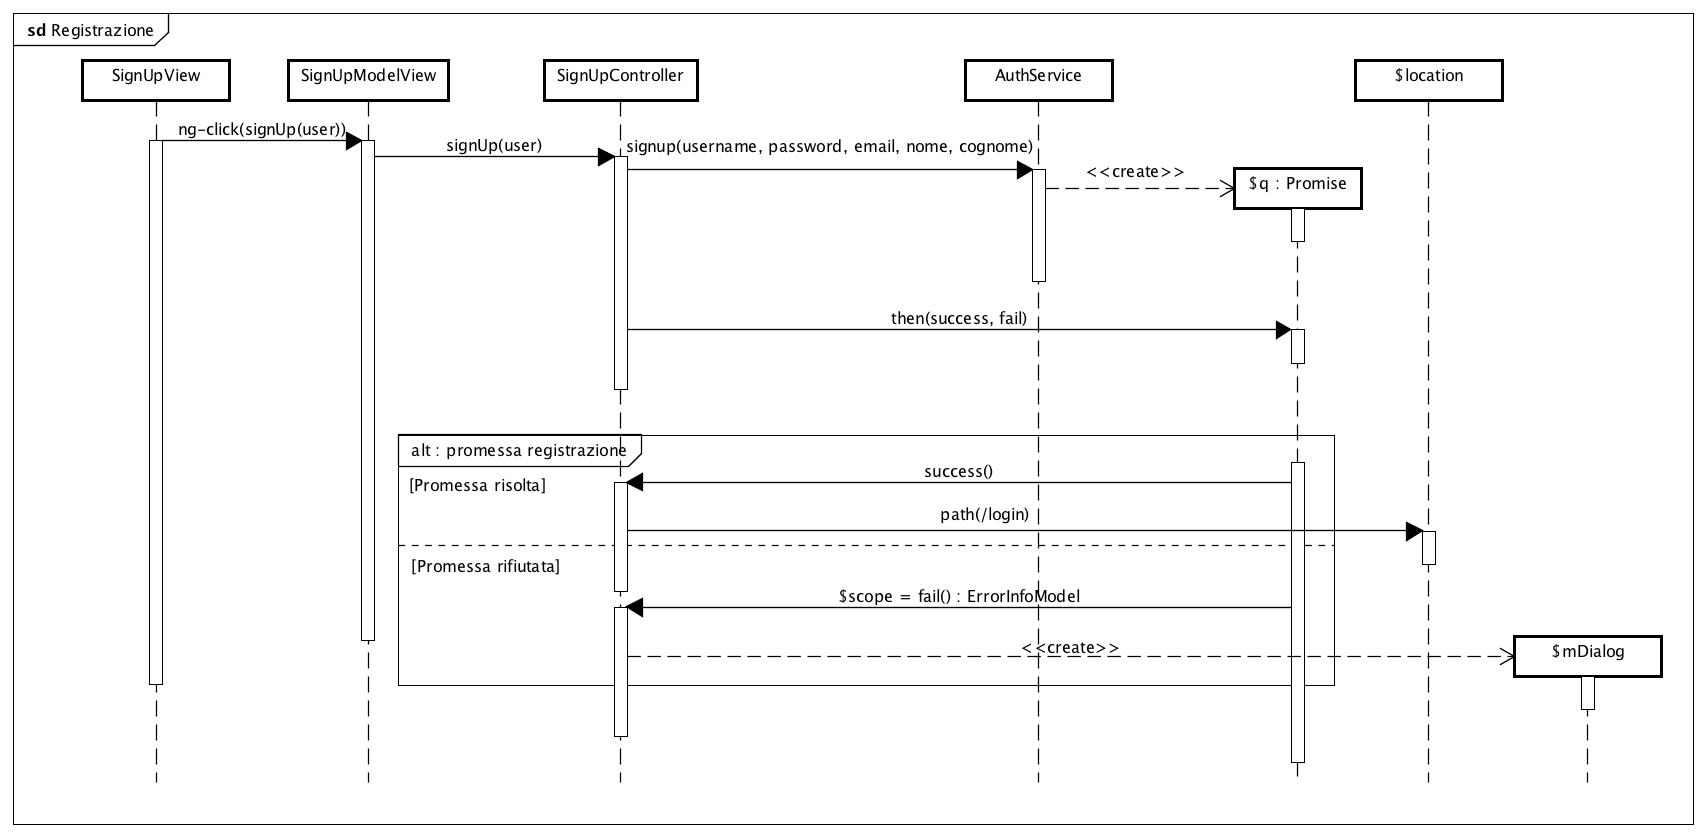 sd Registrazione
SignUpView
SignUpModelView
SignUpController
AuthService
$location
ng-click(signUp(user))
signUp(user)
signup(username, password, email, nome, cognome)
<<create>>
$q : Promise
then(success, fail)
alt : promessa registrazione
success()
[Promessa risolta]
path(/login)
[Promessa rifiutata]
$scope = fail() : ErrorInfoModel
<<create>>
$mDialog